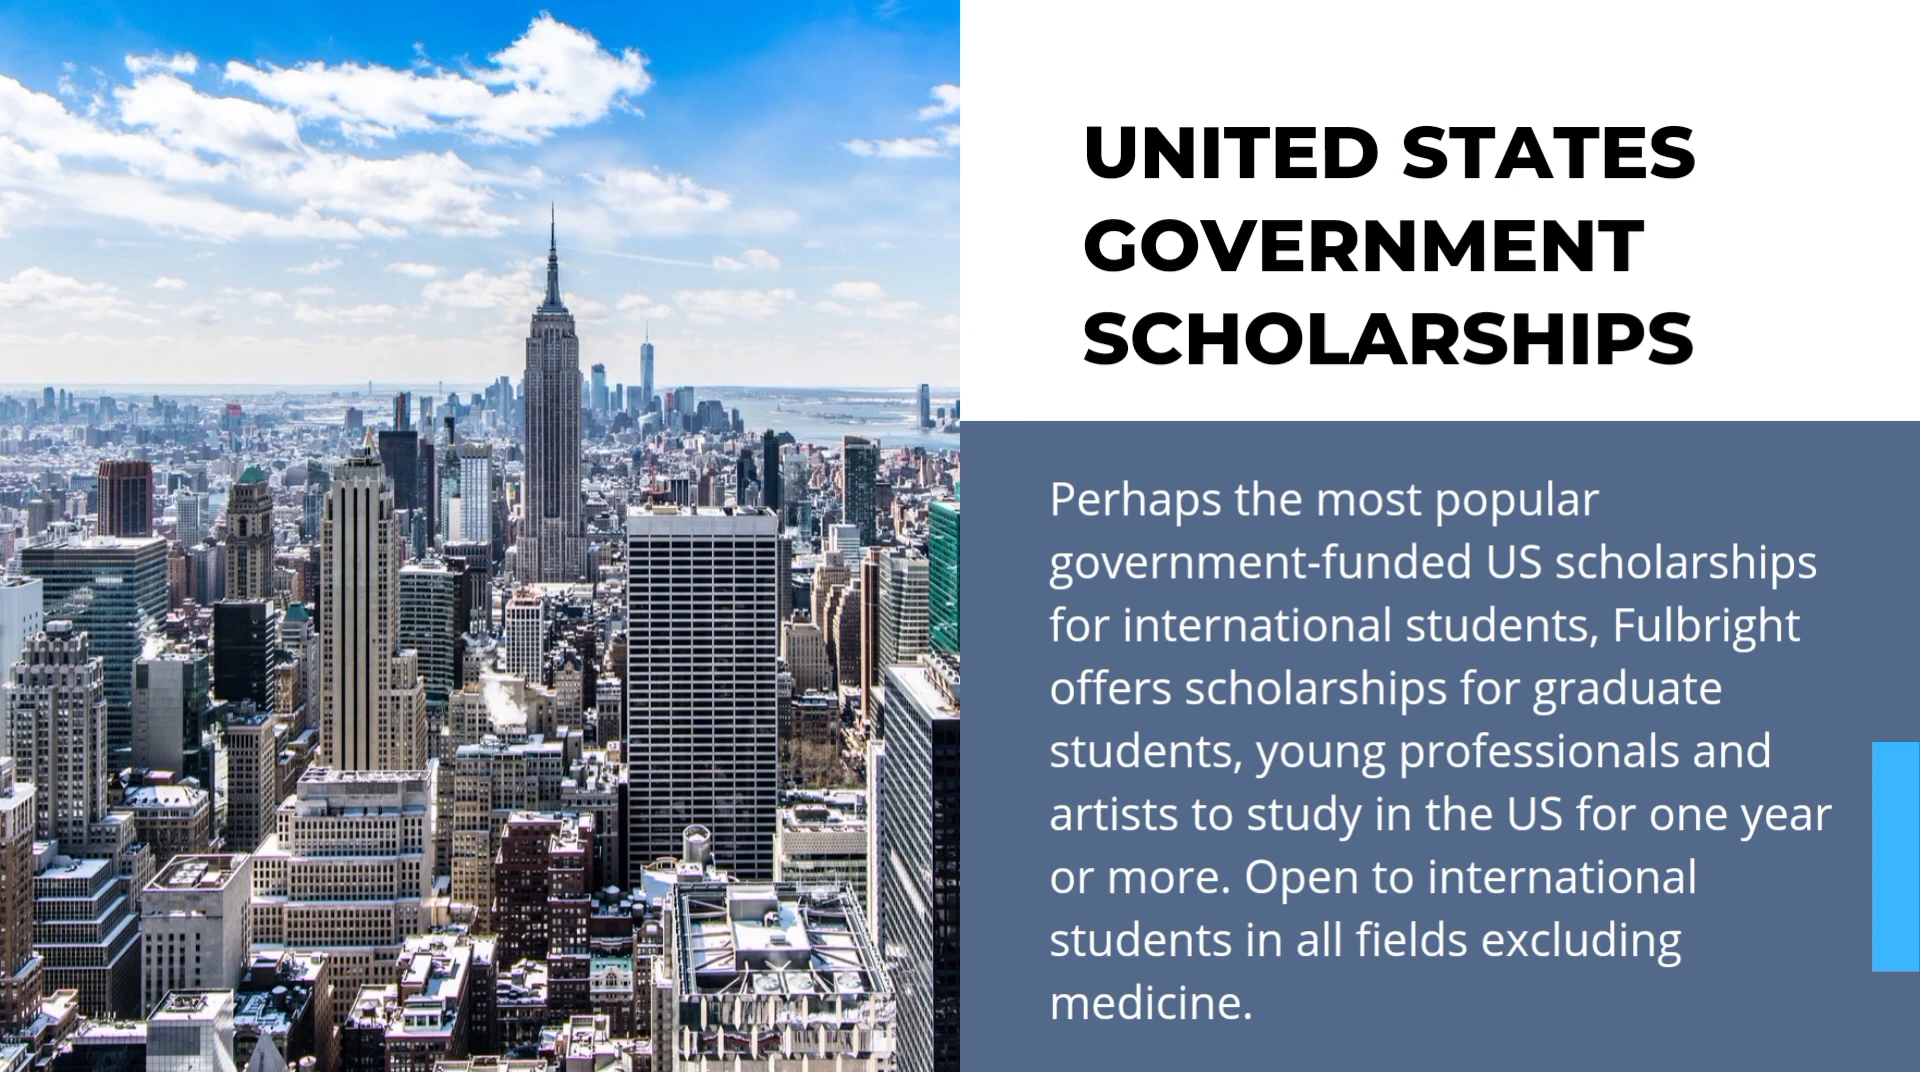 UNITED STATES
GOVERNMENT
SCHOLARSHIPS
Perhaps the most popular
government-funded US scholarships
for international students, Fulbright
offers scholarships for graduate
students, young professionals and
artists to study in the US for one year
or more. Open to international
students in all fields excluding
medicine.